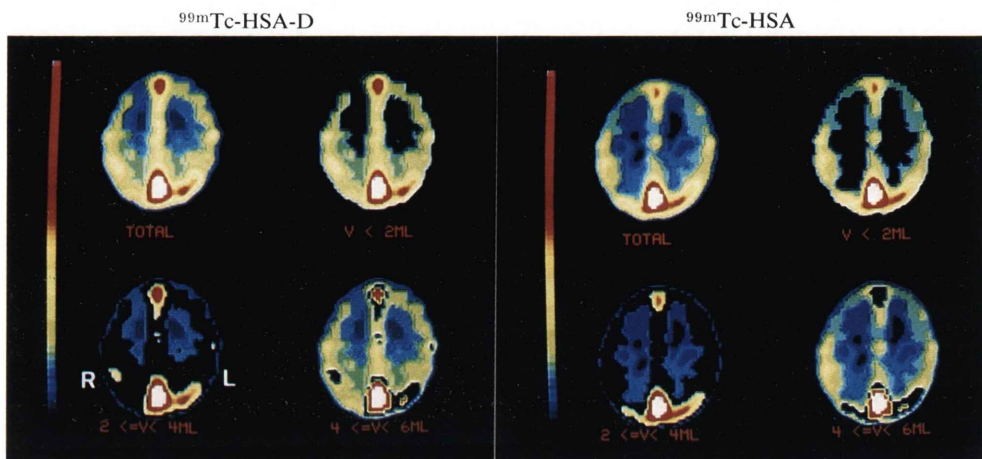 99mTc-HSA-D
99mTc-HSA
TOTAL
V < 2ML
TOTAL
V < 2ML
R
L
2 <=V< 4ML
4 <=V< 6ML
2 <=V< 4ML
4 <=V< 6ML